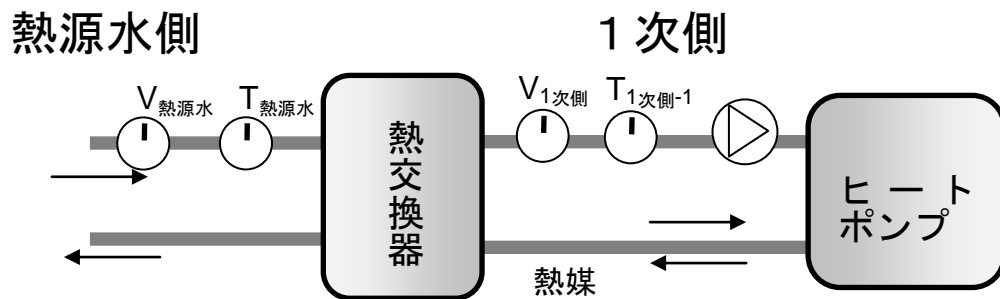 熱源水側
１次側
V熱源水
T熱源水
V1次側
T1次側-1
熱交換器
ヒート
ポンプ
熱媒